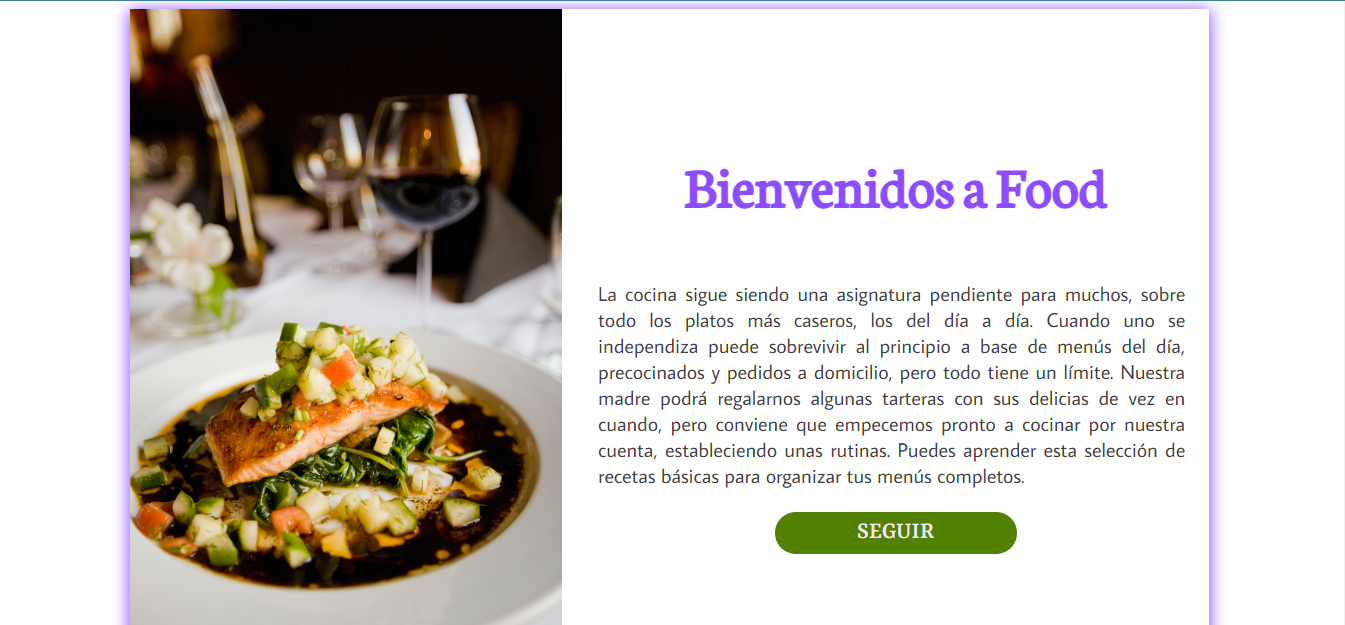 Bienvenidos a Food
La cocina sigue siendo una asignatura pendiente para muchos, sobre
todo los platos más caseros, los del día a día. Cuando uno se
independiza puede sobrevivir al principio a base de menús del día,
precocinados y pedidos a domicilio, pero todo tiene un límite. Nuestra
madre podrá regalarnos algunas tarteras con sus delicias de vez en
cuando, pero conviene que empecemos pronto a cocinar por nuestra
cuenta, estableciendo unas rutinas. Puedes aprender esta selección de
recetas básicas para organizar tus menús completos.
SEGUIR